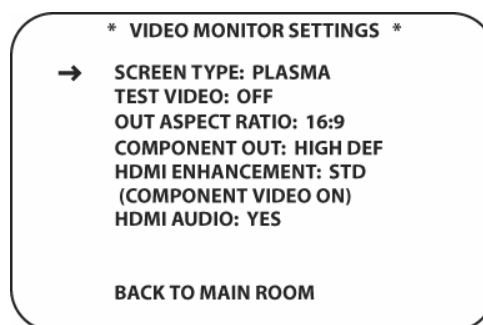 * VIDEO MONITOR SETTINGS *
→ SCREEN TYPE: PLASMA
TEST VIDEO: OFF
OUT ASPECT RATIO: 16:9
COMPONENT OUT: HIGH DEF
HDMI ENHANCEMENT: STD
(COMPONENT VIDEO ON)
HDMI AUDIO: YES
BACK TO MAIN ROOM